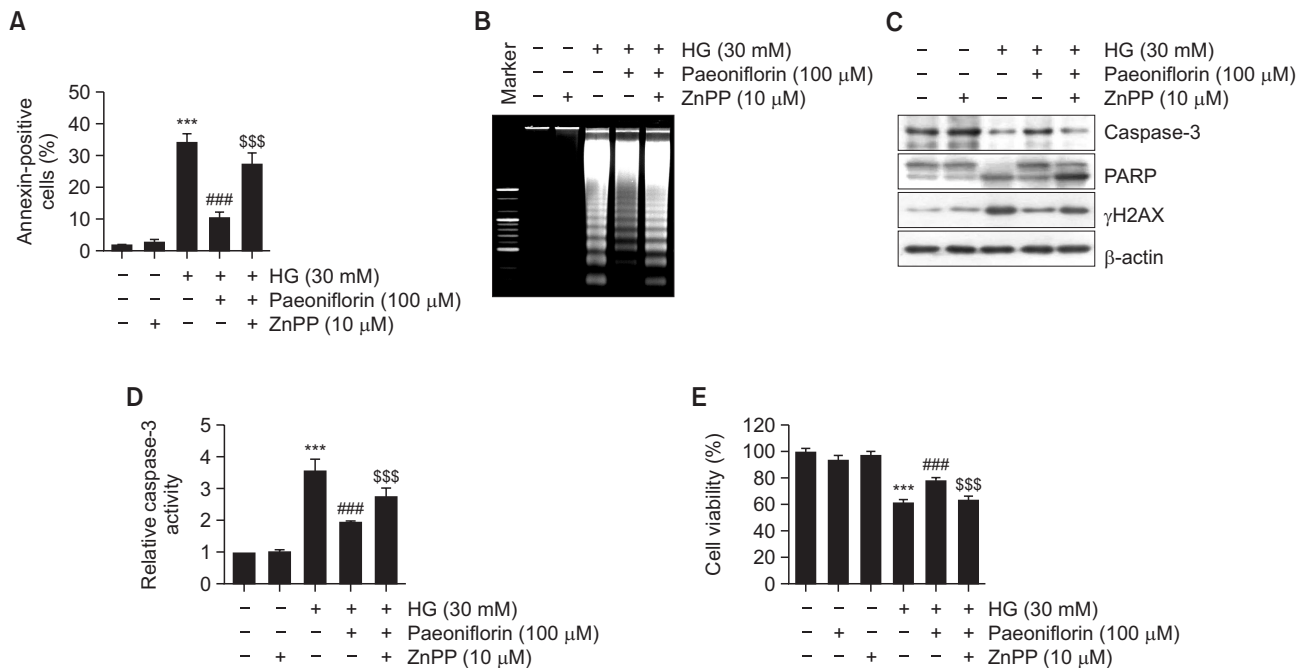 A
Annexin-positive
cells (%)
50
40
30
20
10
0
***
###
$$$
− − + + + HG (30 mM)
− − − + + Paeoniflorin (100 μM)
− + − − + ZnPP (10 μM)
B
Marker
− − + + + HG (30 mM)
− − − + + Paeoniflorin (100 μM)
− + − − + ZnPP (10 μM)
C
− − + + + HG (30 mM)
− − − + + Paeoniflorin (100 μM)
− + − − + ZnPP (10 μM)
Caspase-3
PARP
γH2AX
β-actin
D
Relative caspase-3
activity
5
4
3
2
1
0
***
###
$$$
− − + + + HG (30 mM)
− − − + + Paeoniflorin (100 μM)
− + − − + ZnPP (10 μM)
E
Cell viability (%)
120
100
80
60
40
20
0
***
###
$$$
− − − + + + HG (30 mM)
− + − − + + Paeoniflorin (100 μM)
− − + − − + ZnPP (10 μM)